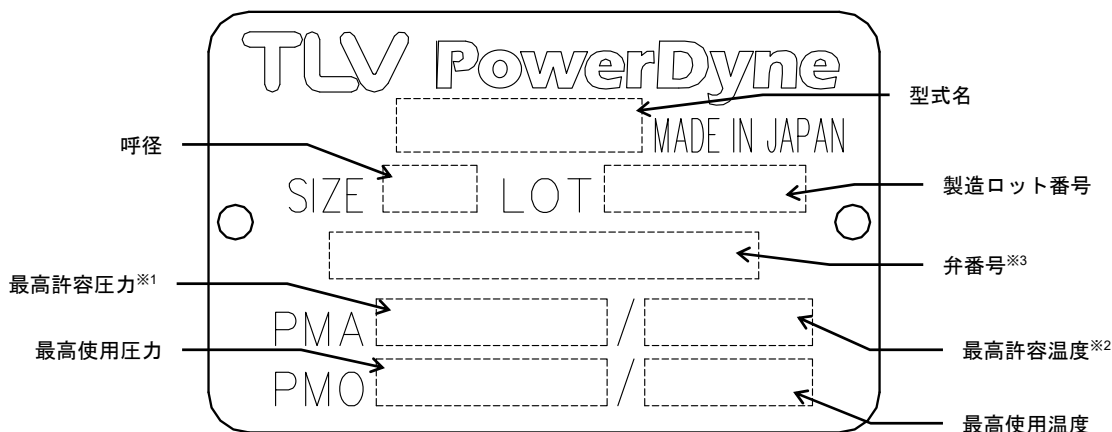 TLV PowerDyne
型式名
MADE IN JAPAN
呼径
SIZE
LOT
製造ロット番号
弁番号※3
最高許容圧力※1
PMA /
最高許容温度※2
最高使用圧力
PMO /
最高使用温度